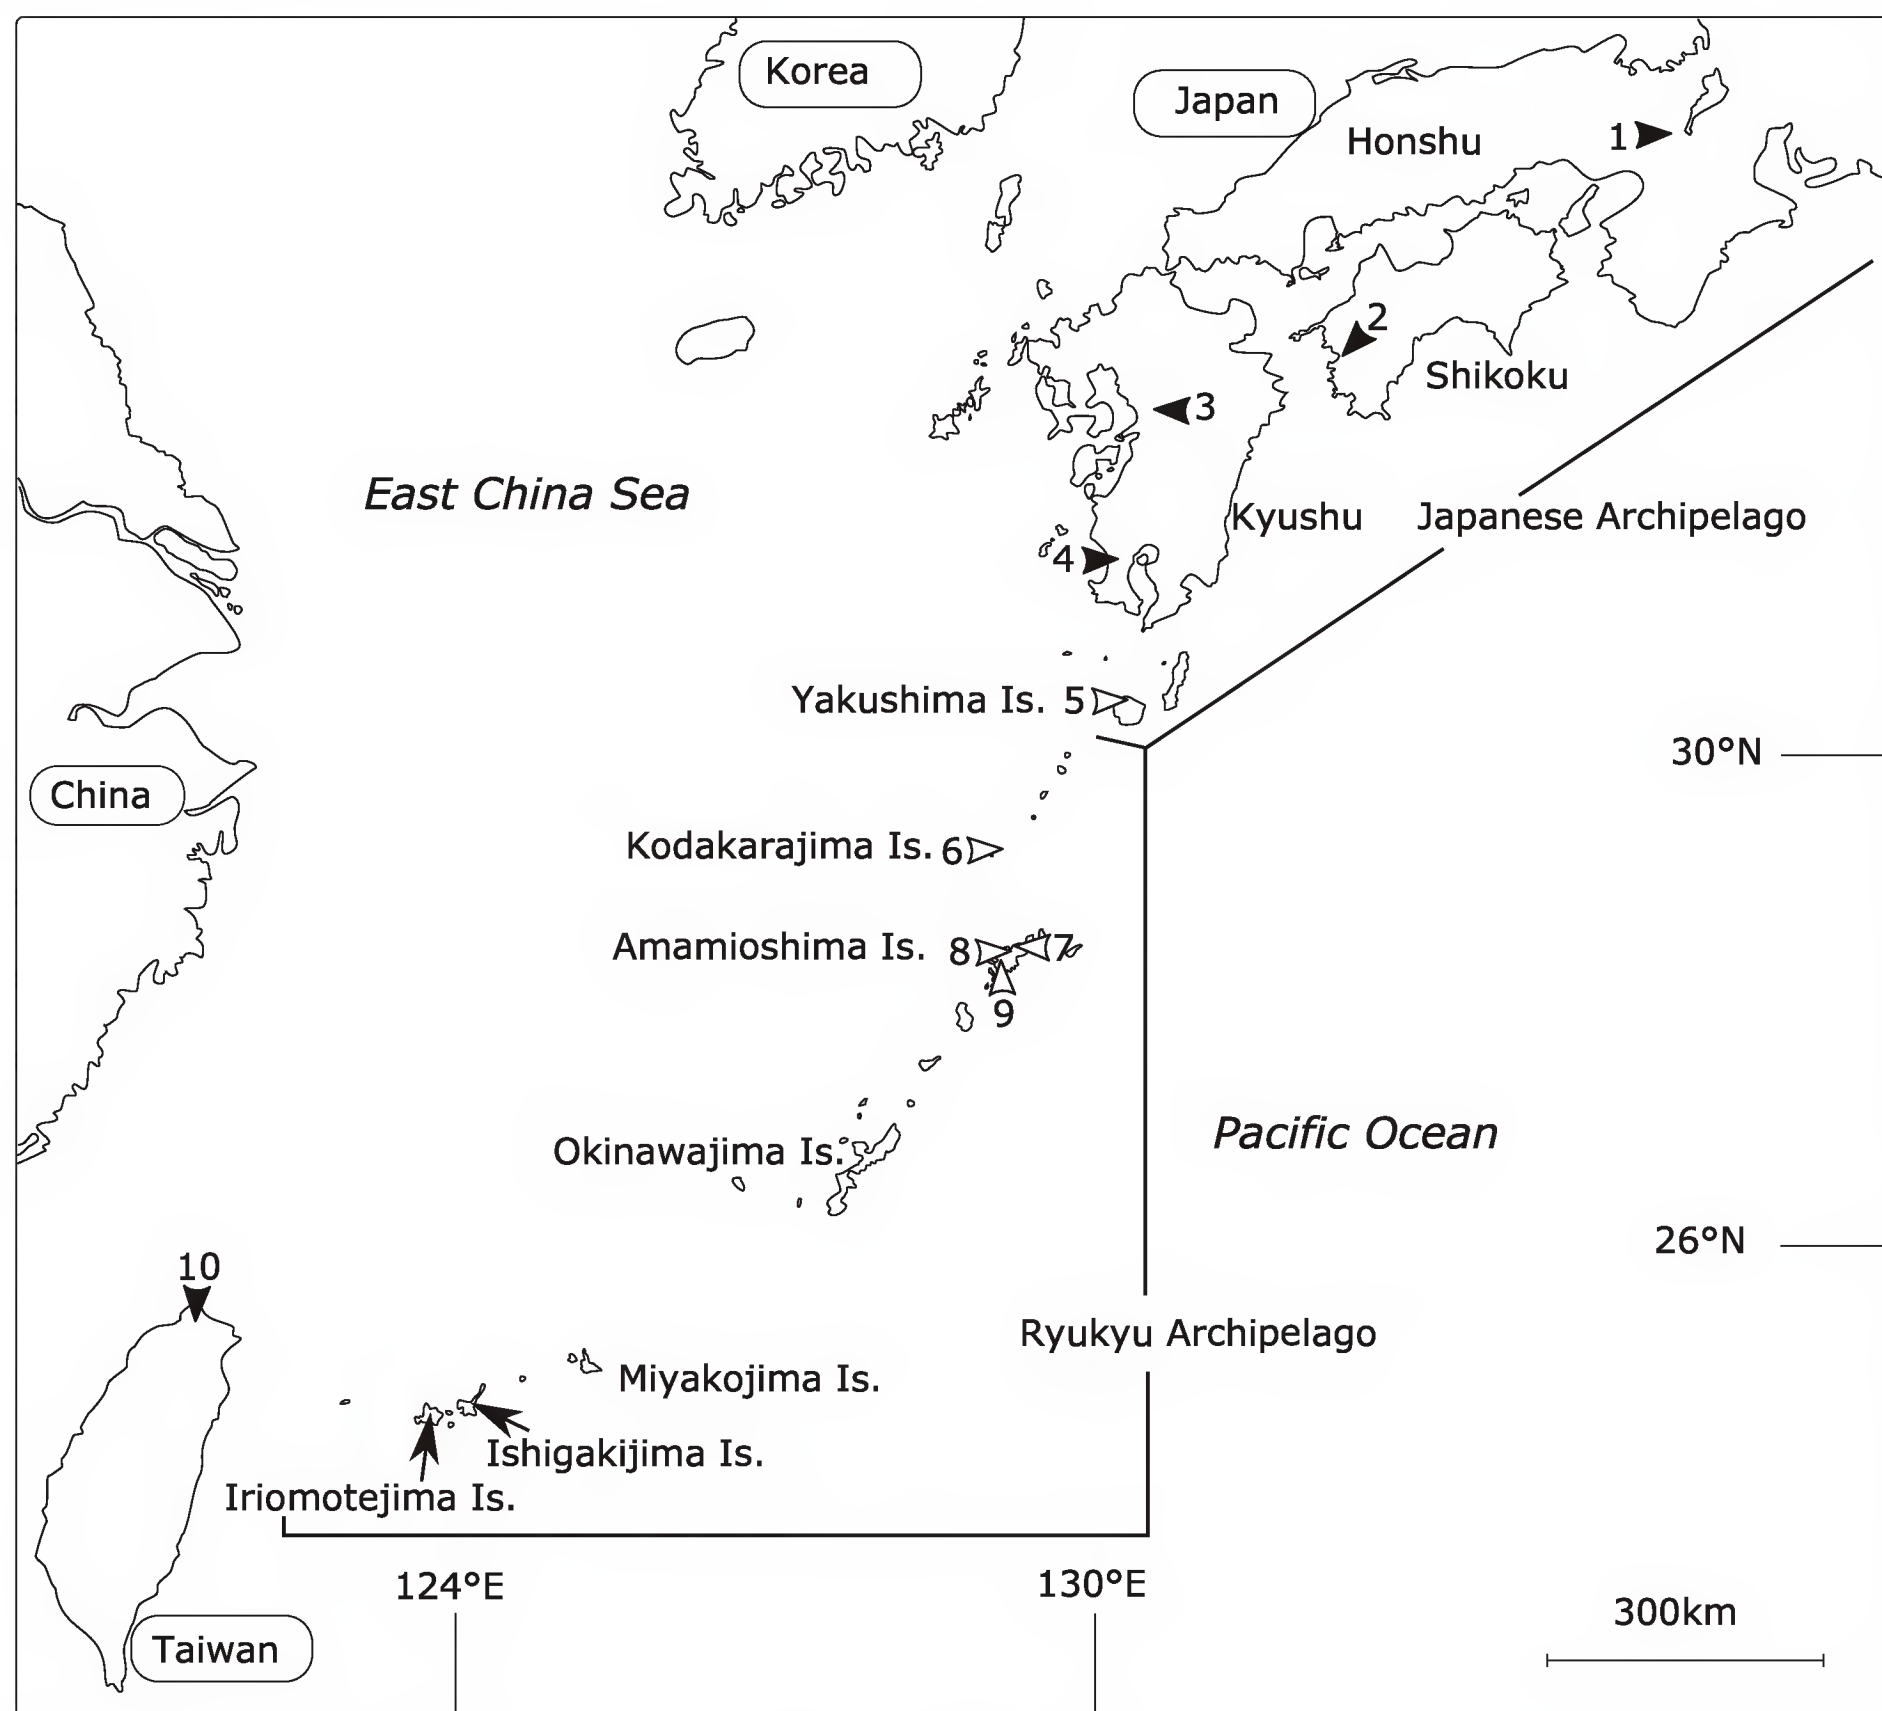 Korea
Japan
Honshu
1
2
Shikoku
3
East China Sea
Kyushu
Japanese Archipelago
4
Yakushima Is. 5
30°N
China
Kodakarajima Is. 6
Amamioshima Is. 8 7
9
Pacific Ocean
Okinawajima Is.
26°N
10
Ryukyu Archipelago
Miyakojima Is.
Ishigakijima Is.
Iriomotejima Is.
124°E
130°E
300km
Taiwan